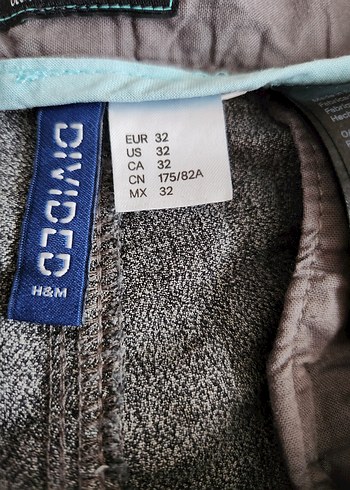 DIVIDED
H&M
EUR 32
US 32
CA 32
CN 175/82A
MX 32